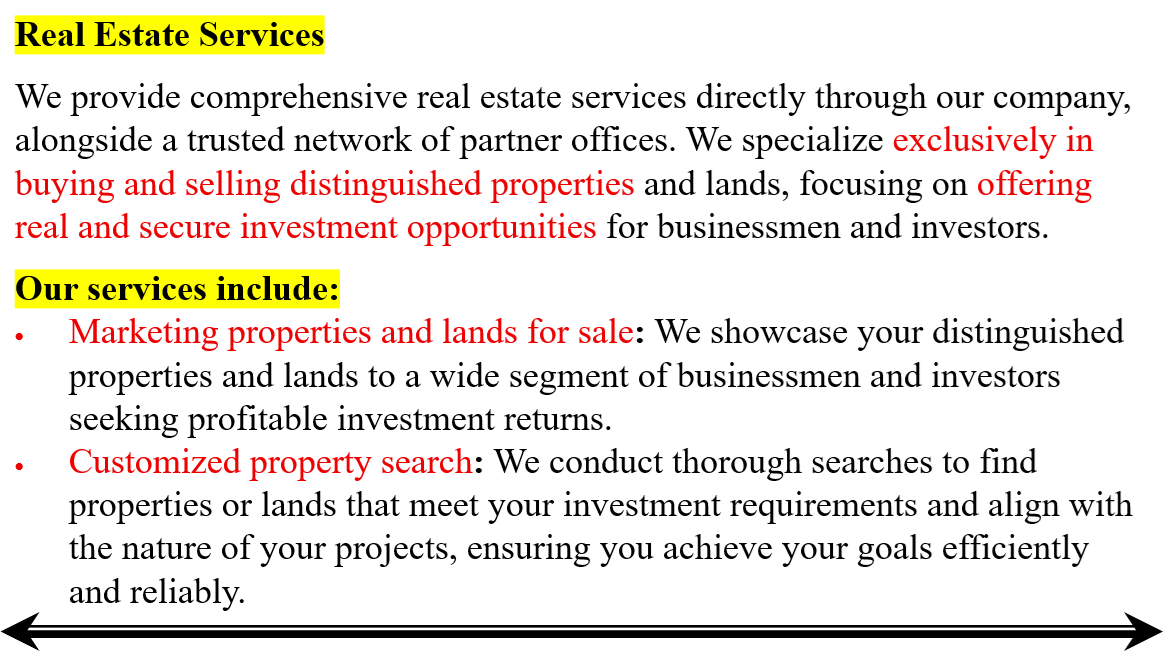 Real Estate Services
We provide comprehensive real estate services directly through our company,
alongside a trusted network of partner offices. We specialize exclusively in
buying and selling distinguished properties and lands, focusing on offering
real and secure investment opportunities for businessmen and investors.
Our services include:
• Marketing properties and lands for sale: We showcase your distinguished
properties and lands to a wide segment of businessmen and investors
seeking profitable investment returns.
• Customized property search: We conduct thorough searches to find
properties or lands that meet your investment requirements and align with
the nature of your projects, ensuring you achieve your goals efficiently
and reliably.